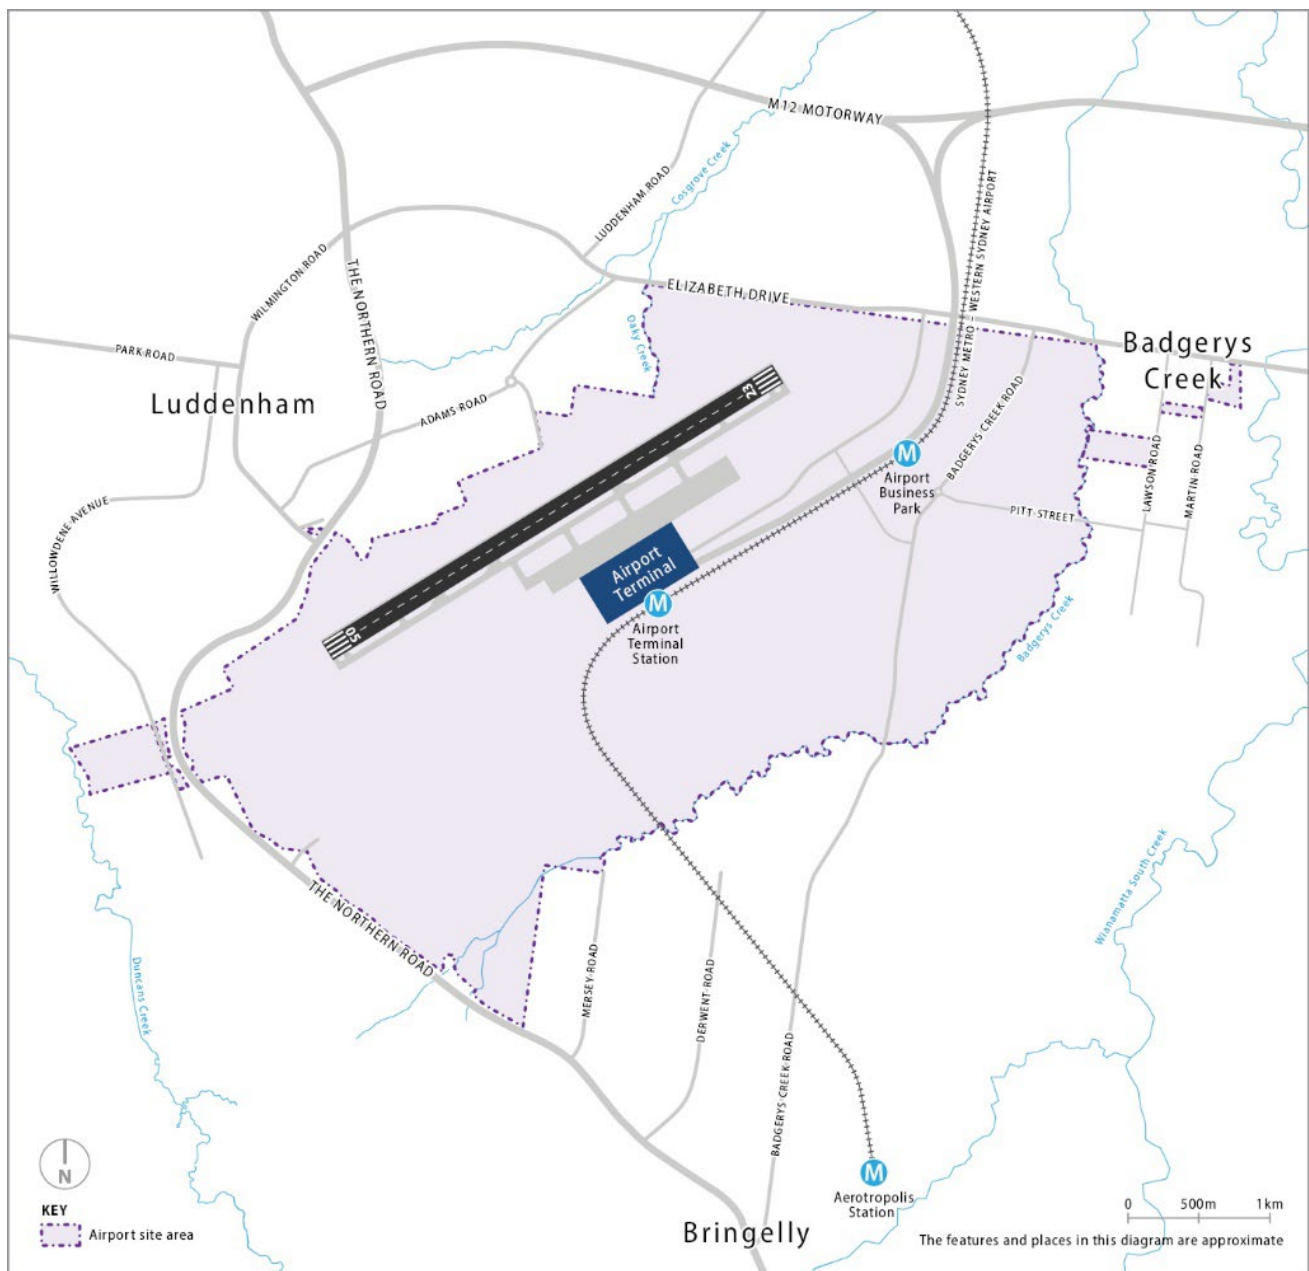 M12 MOTORWAY
Cosgrove Creek
LUDDENHAM ROAD
SYDNEY METRO – WESTERN SYDNEY AIRPORT
WILMINGTON ROAD
THE NORTHERN ROAD
ELIZABETH DRIVE
Oaky Creek
PARK ROAD
Badgerys
Creek
Luddenham
ADAMS ROAD
23
BADGERYS CREEK ROAD
LAWSON ROAD
MARTIN ROAD
M
Airport
Business
Park
PITT STREET
WILLOWDENE AVENUE
Airport
Terminal
M
Airport
Terminal
Station
05
Badgerys Creek
THE NORTHERN ROAD
Wianamatta South Creek
Duncans Creek
MERSEY ROAD
DERWENT ROAD
BADGERYS CREEK ROAD
M
Aerotropolis
Station
Bringelly
N
KEY
Airport site area
0 500m 1km
The features and places in this diagram are approximate